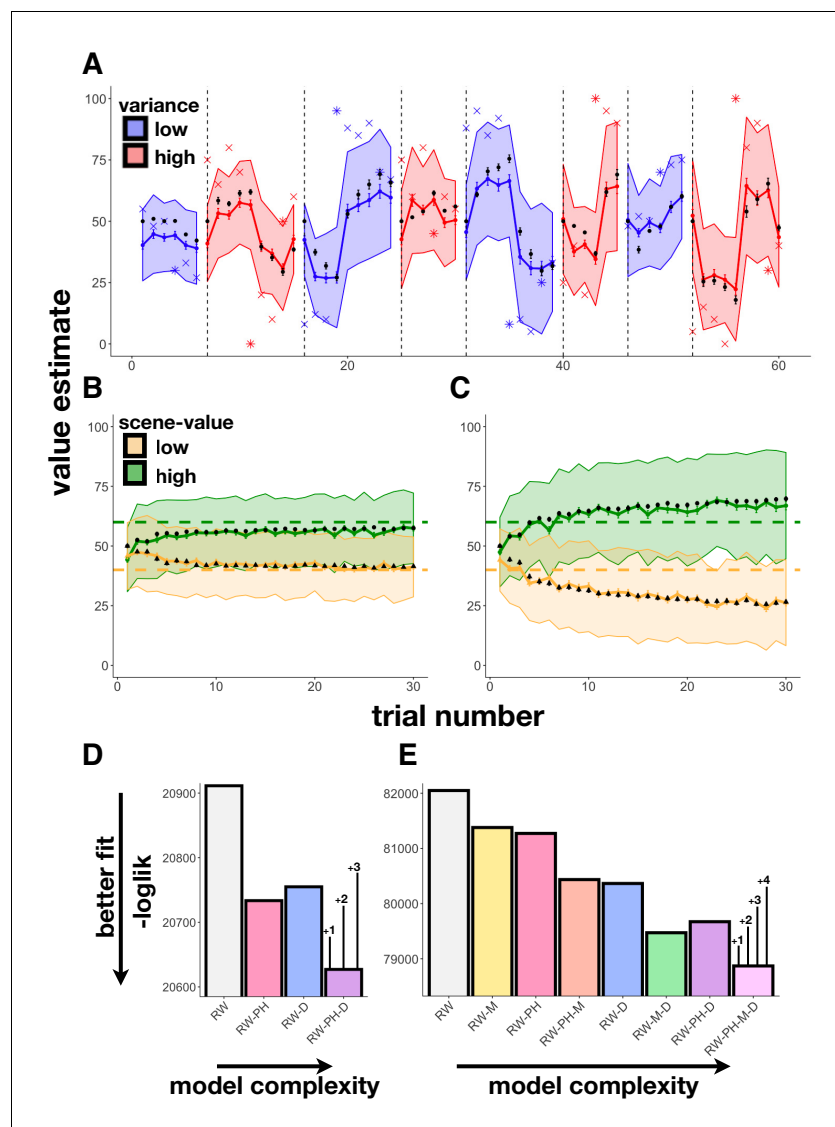 A
variance
low
high
100
75
50
25
0
0
20
40
60
value estimate
B
scene-value
low
high
100
75
50
25
0
0
10
20
30
C
100
75
50
25
0
0
10
20
30
trial number
D
better fit
-loglik
20900
20800
20700
20600
+1
+2
+3
RW
RW-PH
RW-D
RW-PH-D
model complexity
E
82000
81000
80000
79000
+1
+2
+3
+4
RW
RW-M
RW-PH
RW-PH-M
RW-D
RW-M-D
RW-PH-D
RW-PH-M-D
model complexity